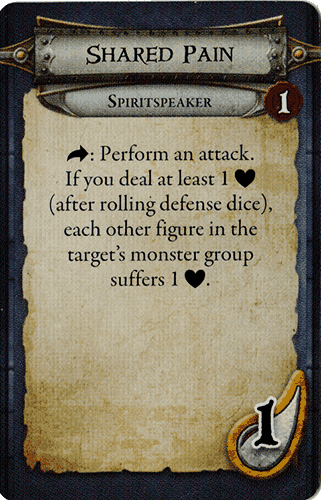 Shared Pain
Spiritspeaker
1
: Perform an attack.
If you deal at least 1
(after rolling defense dice),
each other figure in the
target's monster group
suffers 1 .
1